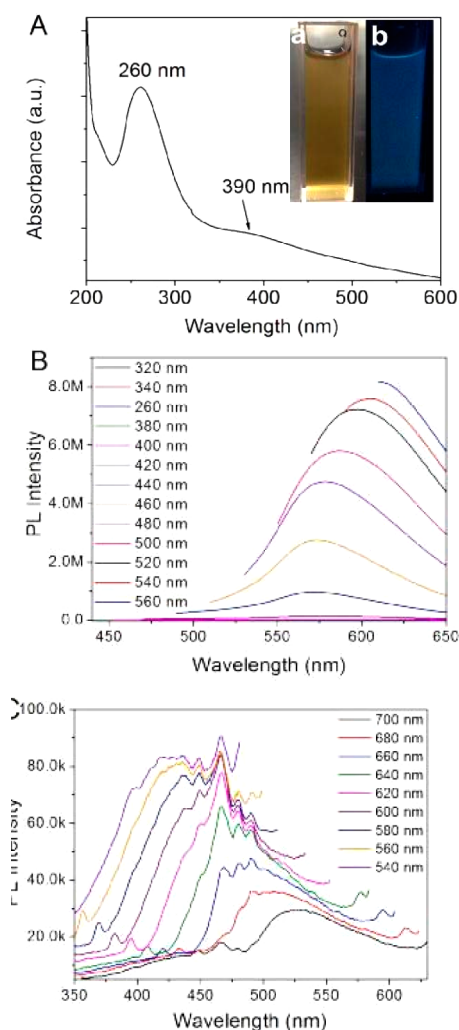 A
a
b
260 nm
390 nm
Absorbance (a.u.)
200
300
400
500
600
Wavelength (nm)
B
320 nm
340 nm
260 nm
380 nm
400 nm
420 nm
440 nm
460 nm
480 nm
500 nm
520 nm
540 nm
560 nm
8.0M
6.0M
4.0M
2.0M
0.0
PL Intensity
450
500
550
600
650
Wavelength (nm)
100.0k
80.0k
60.0k
40.0k
20.0k
PL Intensity
700 nm
680 nm
660 nm
640 nm
620 nm
600 nm
580 nm
560 nm
540 nm
350
400
450
500
550
600
Wavelength (nm)